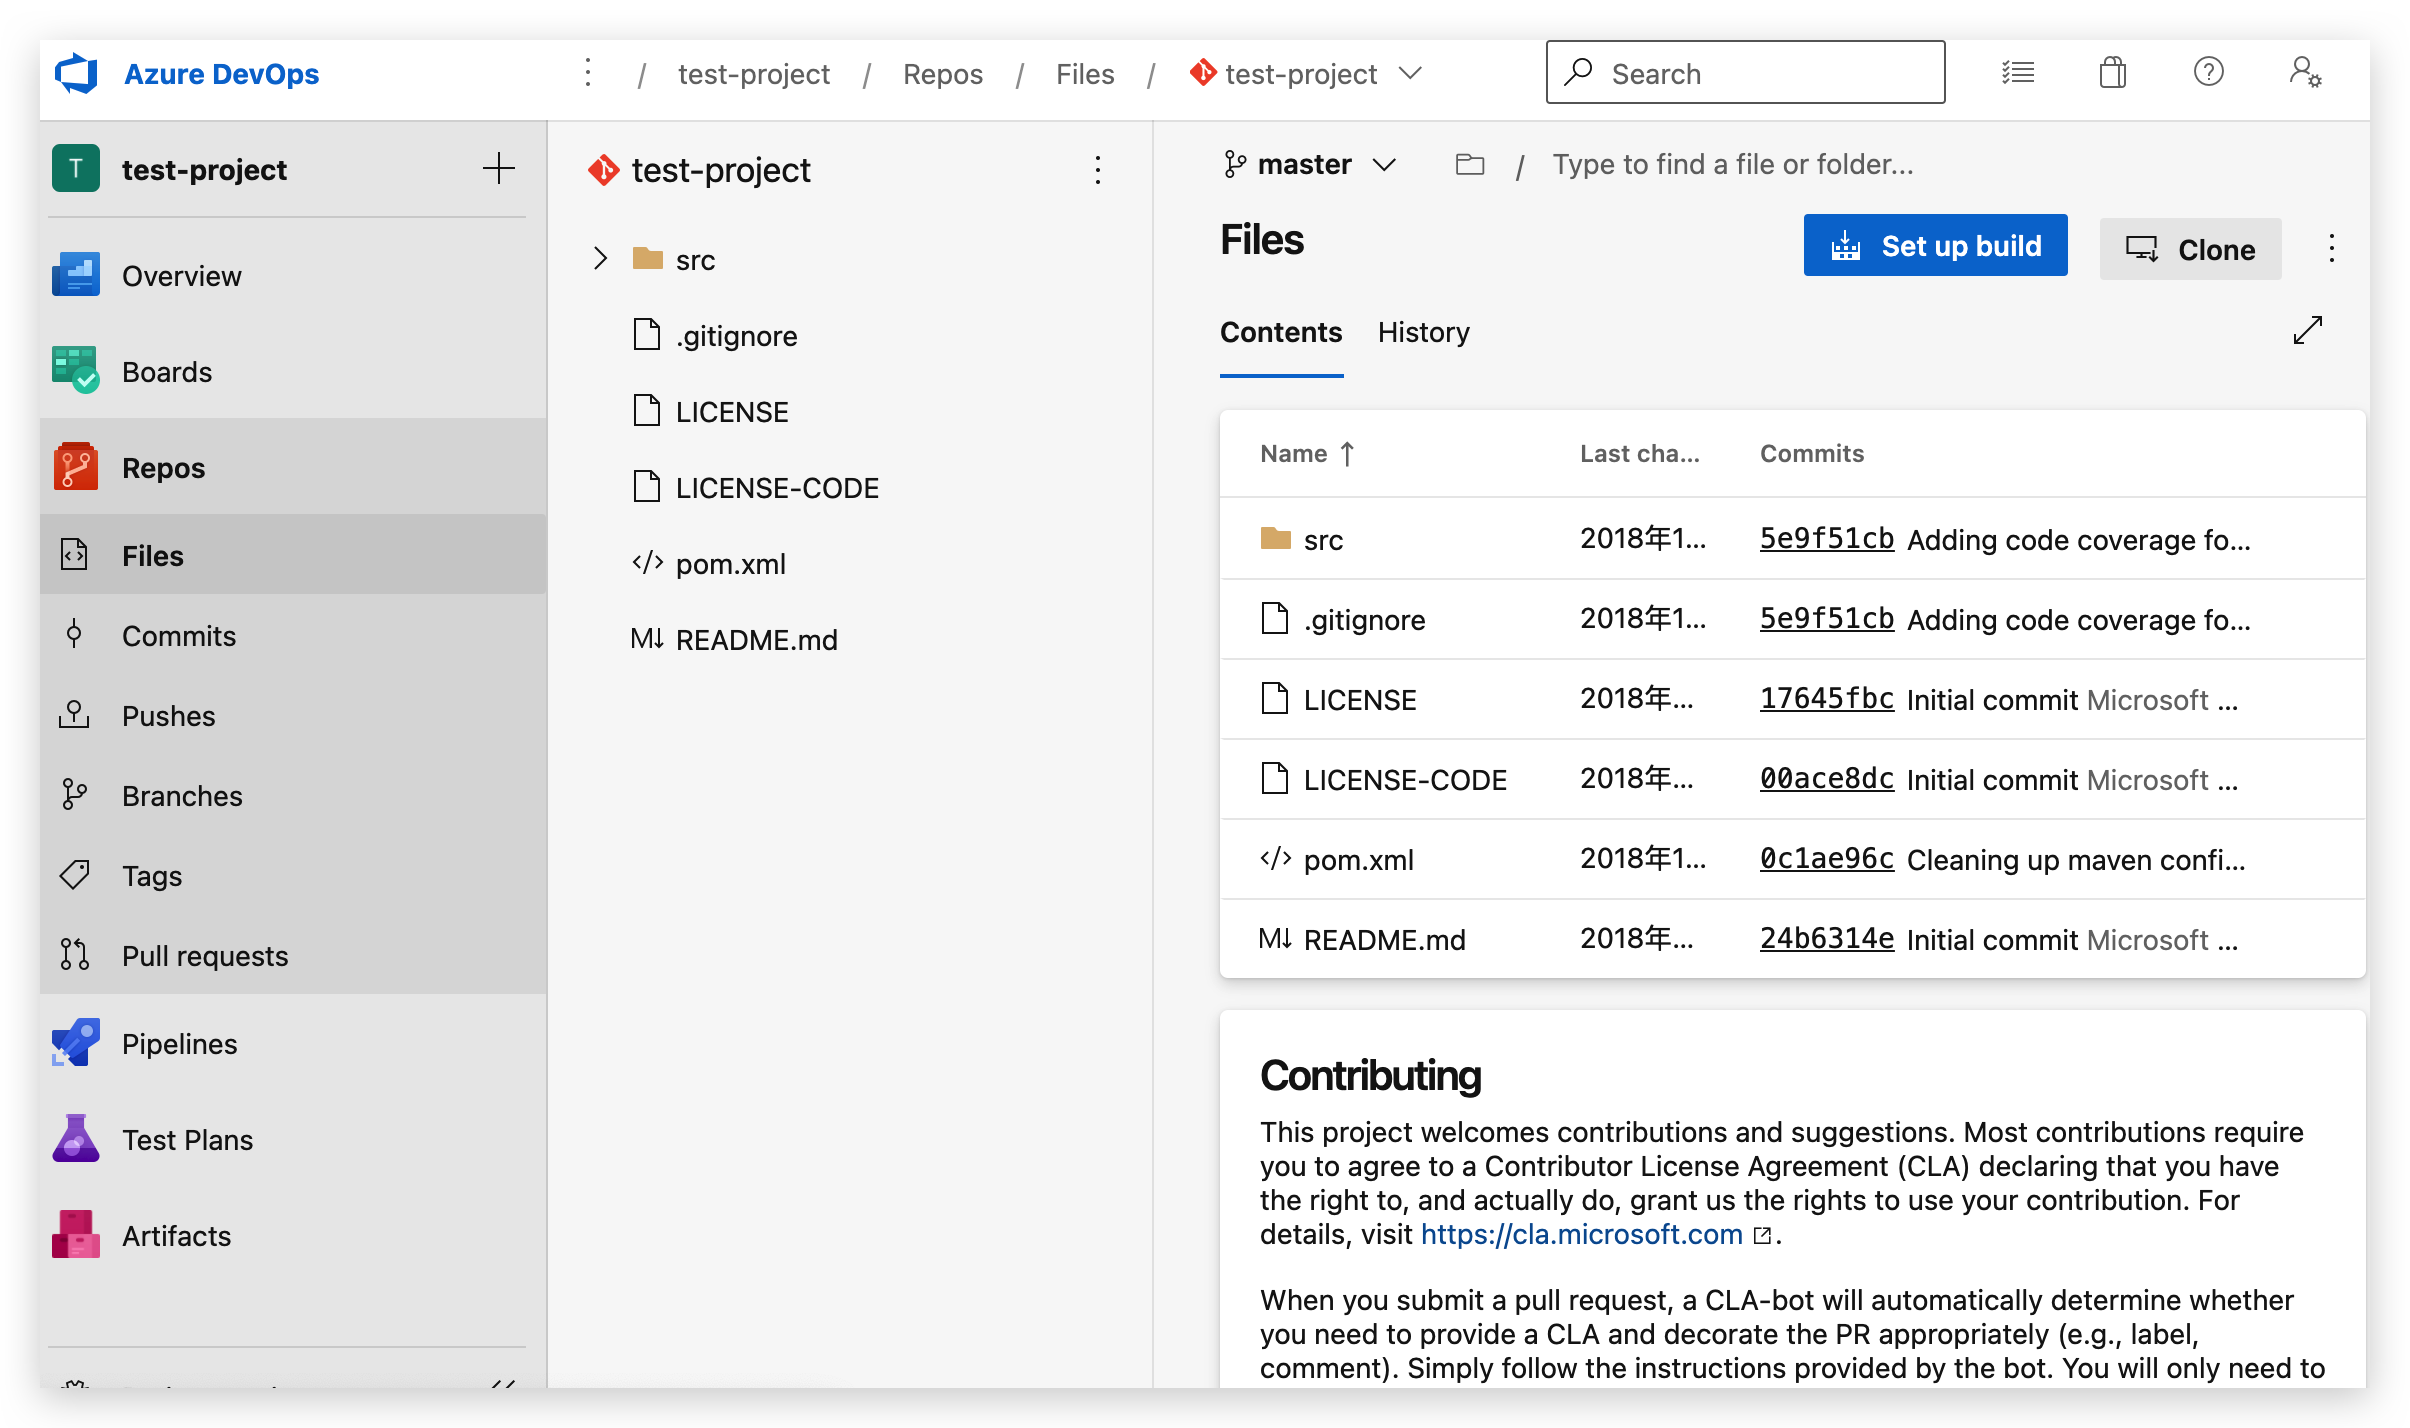 Azure DevOps
/ test-project / Repos / Files / test-project
Search
T test-project
Overview
Boards
Repos
Files
Commits
Pushes
Branches
Tags
Pull requests
Pipelines
Test Plans
Artifacts
test-project
src
.gitignore
LICENSE
LICENSE-CODE
</> pom.xml
M↓ README.md
master / Type to find a file or folder...
Files
Set up build
Clone
Contents History
Name ↑ Last cha... Commits
src 2018年1... 5e9f51cb Adding code coverage fo...
.gitignore 2018年1... 5e9f51cb Adding code coverage fo...
LICENSE 2018年... 17645fbc Initial commit Microsoft ...
LICENSE-CODE 2018年... 00ace8dc Initial commit Microsoft ...
</> pom.xml 2018年1... 0c1ae96c Cleaning up maven confi...
M↓ README.md 2018年... 24b6314e Initial commit Microsoft ...
Contributing
This project welcomes contributions and suggestions. Most contributions require
you to agree to a Contributor License Agreement (CLA) declaring that you have
the right to, and actually do, grant us the rights to use your contribution. For
details, visit https://cla.microsoft.com.
When you submit a pull request, a CLA-bot will automatically determine whether
you need to provide a CLA and decorate the PR appropriately (e.g., label,
comment). Simply follow the instructions provided by the bot. You will only need to